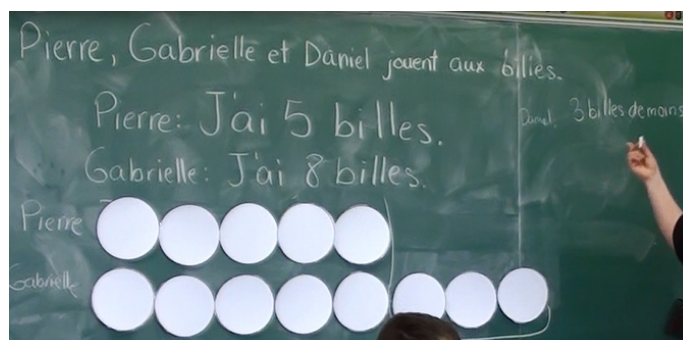 Pierre, Gabrielle et Daniel jouent aux billes.
Pierre: J'ai 5 billes.
Daniel: 3 billes de moins
Gabrielle: J'ai 8 billes.
Pierre
Gabrielle